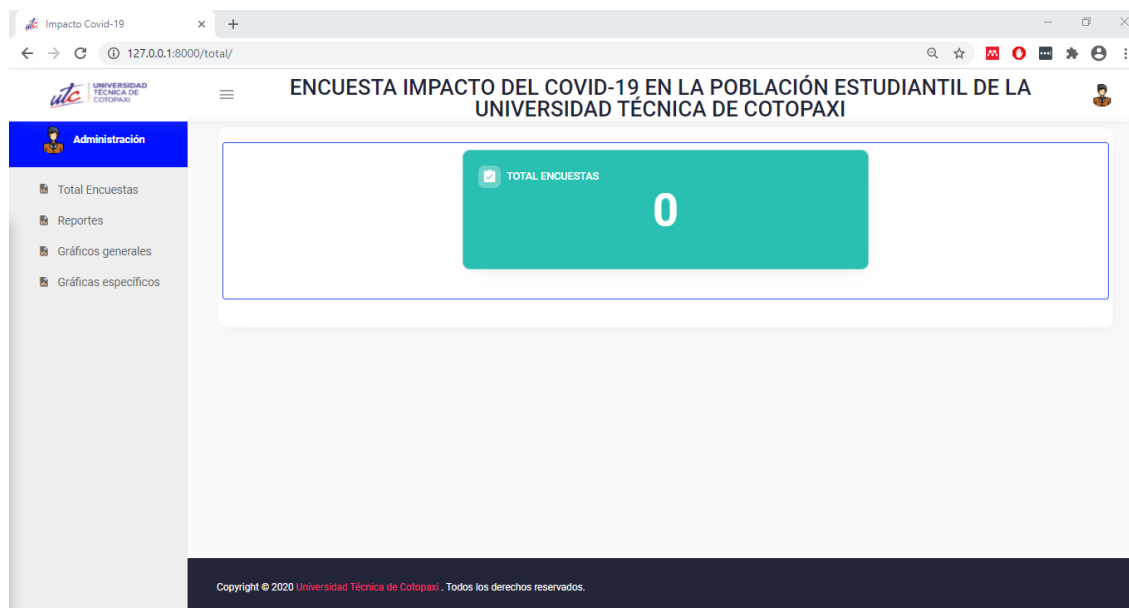 Impacto Covid-19
127.0.0.1:8000/total/
utc UNIVERSIDAD
TÉCNICA DE
COTOPAXI
ENCUESTA IMPACTO DEL COVID-19 EN LA POBLACIÓN ESTUDIANTIL DE LA
UNIVERSIDAD TÉCNICA DE COTOPAXI
Administración
Total Encuestas
Reportes
Gráficos generales
Gráficas específicos
TOTAL ENCUESTAS
0
Copyright © 2020 Universidad Técnica de Cotopaxi . Todos los derechos reservados.